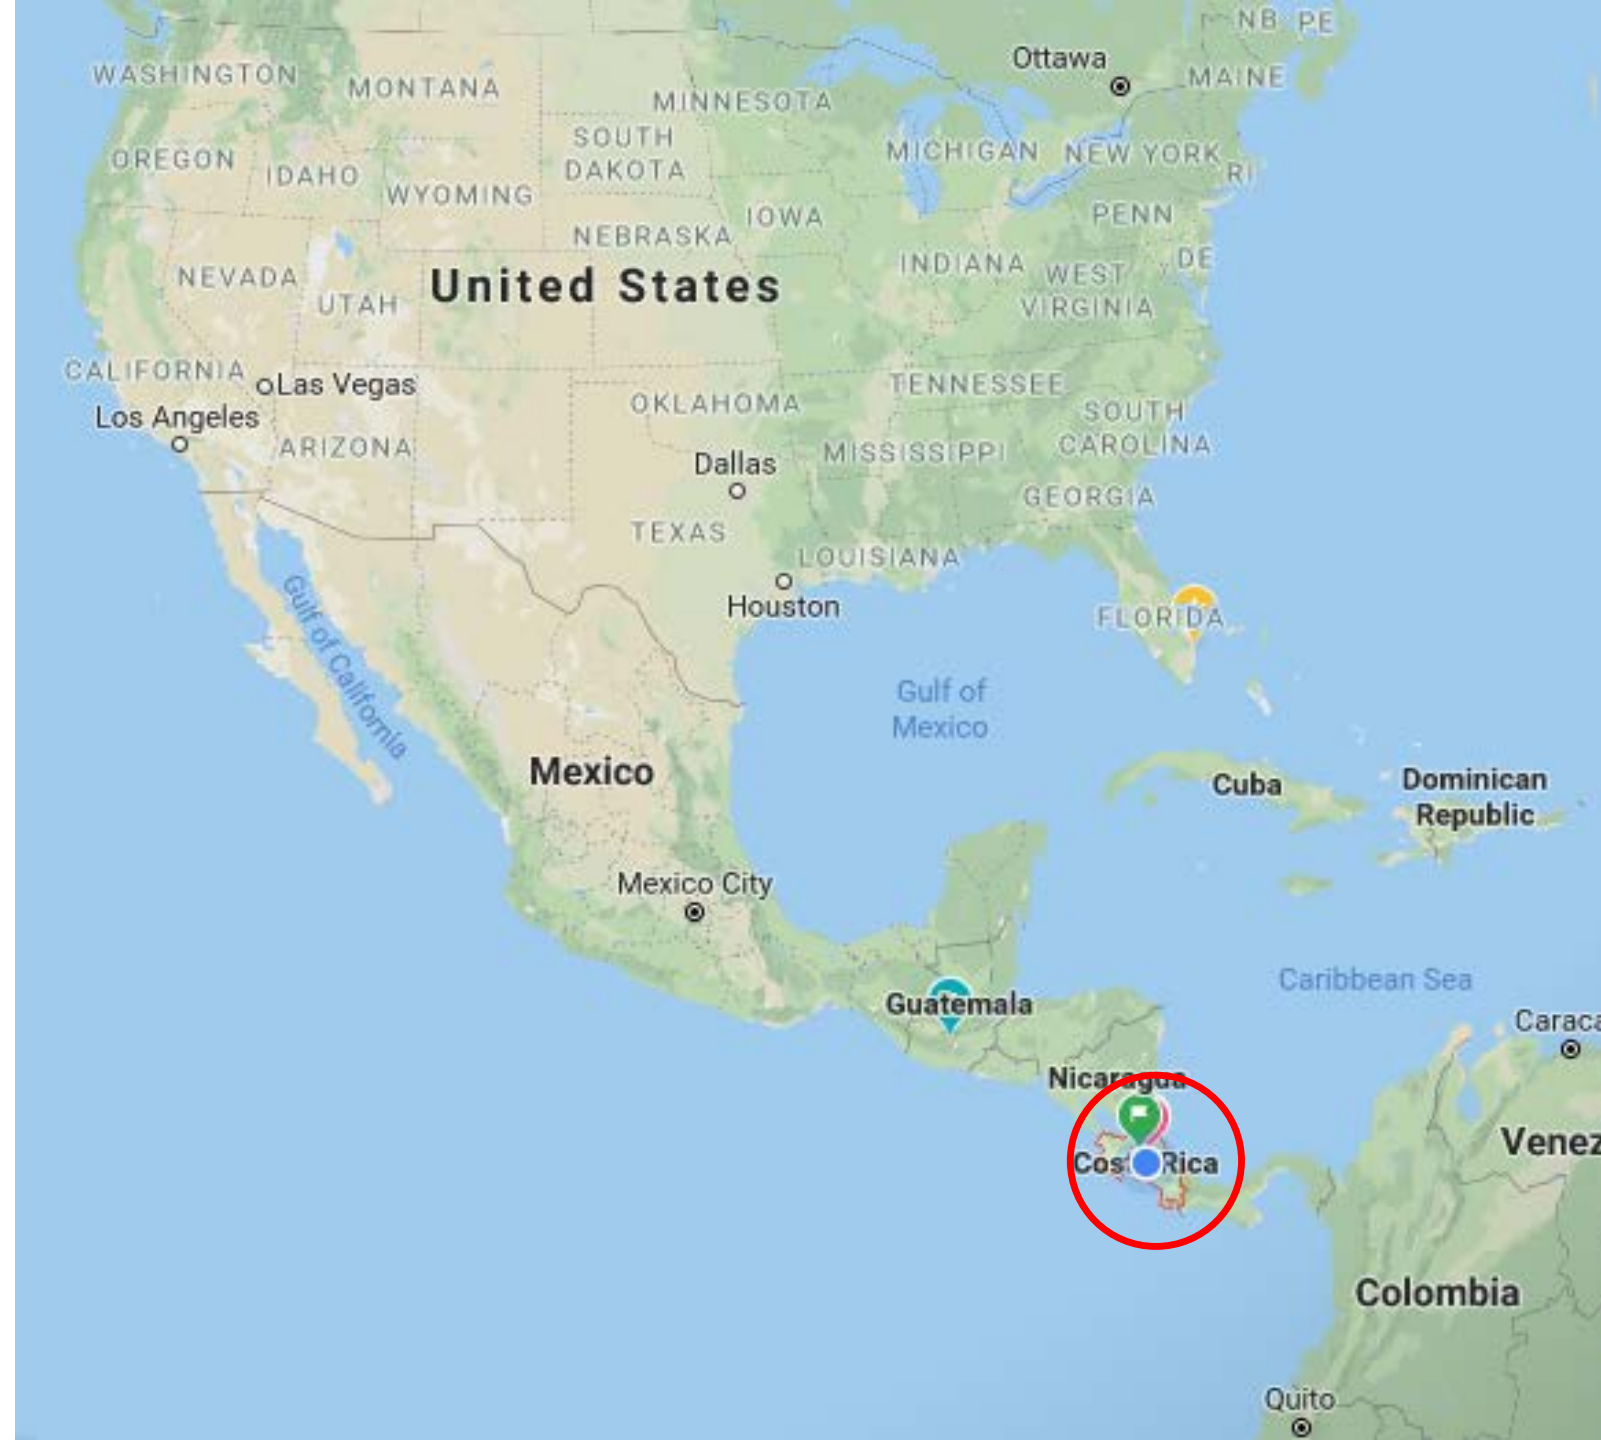 NB PE
Ottawa
WASHINGTON
MONTANA
MAINE
MINNESOTA
SOUTH
DAKOTA
OREGON
IDAHO
MICHIGAN
NEW YORK
RI
WYOMING
IOWA
PENN
NEBRASKA
INDIANA
WEST
VIRGINIA
DE
NEVADA
United States
UTAH
CALIFORNIA
Las Vegas
TENNESSEE
OKLAHOMA
SOUTH
CAROLINA
Los Angeles
ARIZONA
Dallas
MISSISSIPPI
GEORGIA
TEXAS
LOUISIANA
Houston
FLORIDA
Gulf of California
Gulf of
Mexico
Mexico
Cuba
Dominican
Republic
Mexico City
Caribbean Sea
Guatemala
Caraca
Nicaragua
Venez
Cos Rica
Colombia
Quito